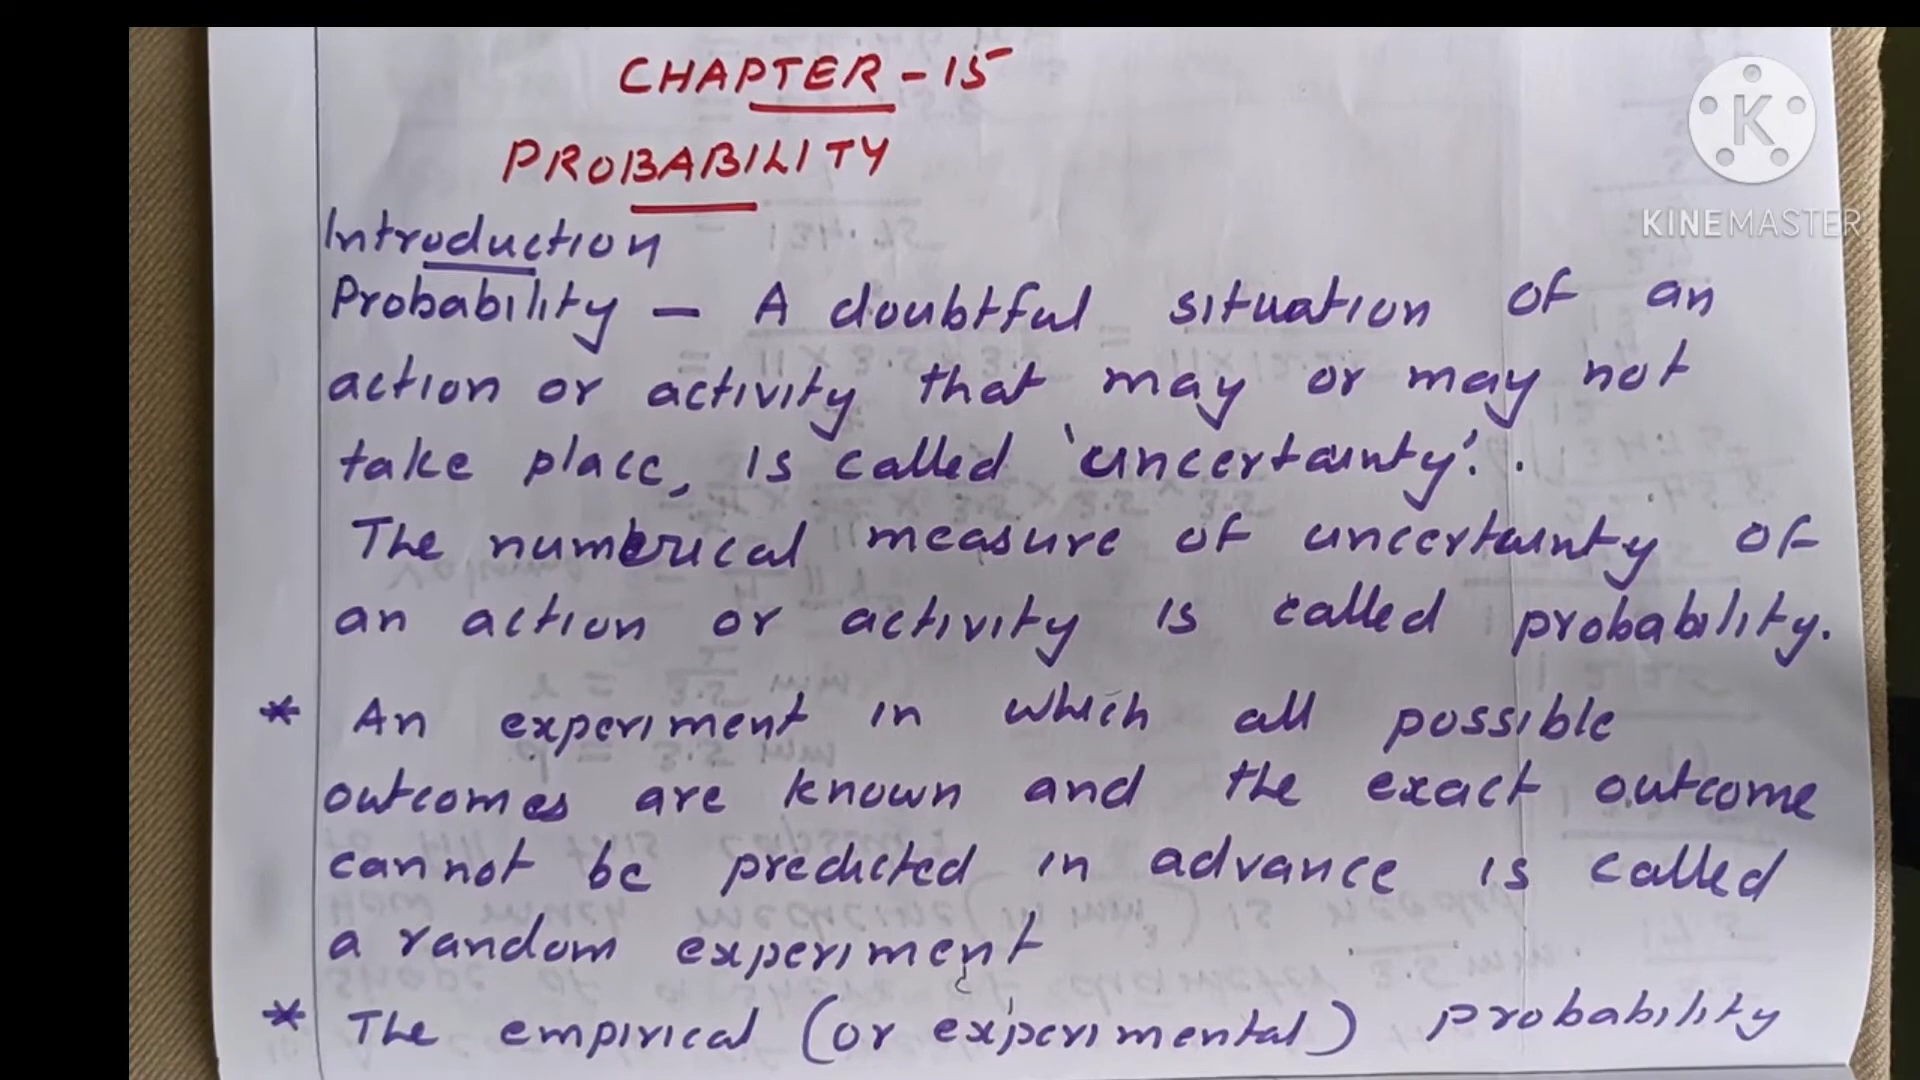 CHAPTER - 15
PROBABILITY
Introduction
Probability — A doubtful situation of an
action or activity that may or may not
take place, is called 'uncertainty'.
The numerical measure of uncertainty of
an action or activity is called probability.
* An experiment in which all possible
outcomes are known and the exact outcome
cannot be predicted in advance is called
a random experiment
* The empirical (or experimental) probability
K
KINEMASTER